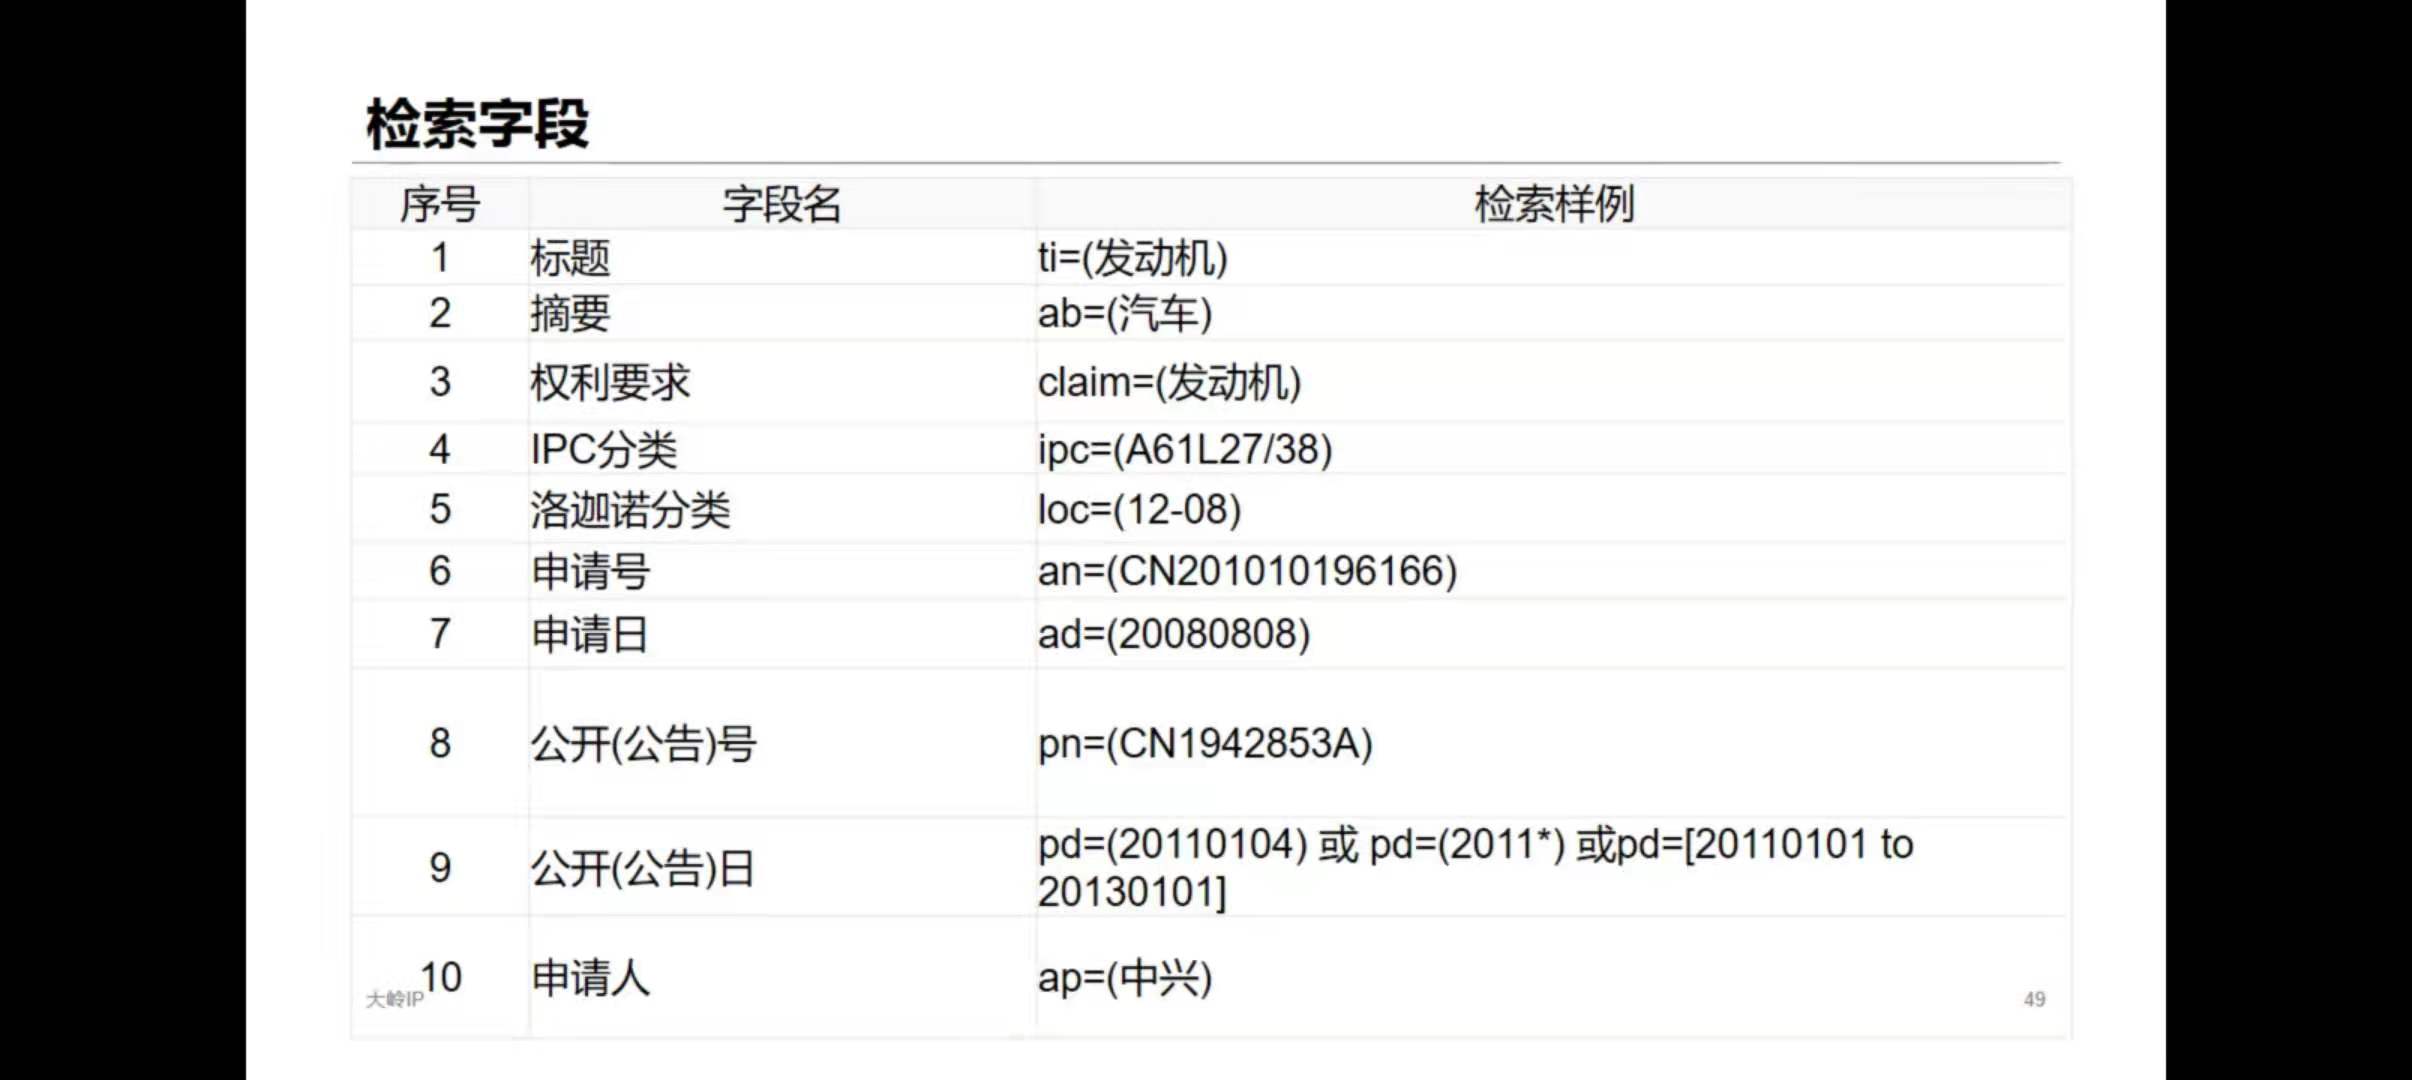 检索字段
序号 字段名 检索样例
1 标题 ti=(发动机)
2 摘要 ab=(汽车)
3 权利要求 claim=(发动机)
4 IPC分类 ipc=(A61L27/38)
5 洛迦诺分类 loc=(12-08)
6 申请号 an=(CN201010196166)
7 申请日 ad=(20080808)
8 公开(公告)号 pn=(CN1942853A)
9 公开(公告)日 pd=(20110104) 或 pd=(2011*) 或pd=[20110101 to
20130101]
10 申请人 ap=(中兴)
大岭IP 49